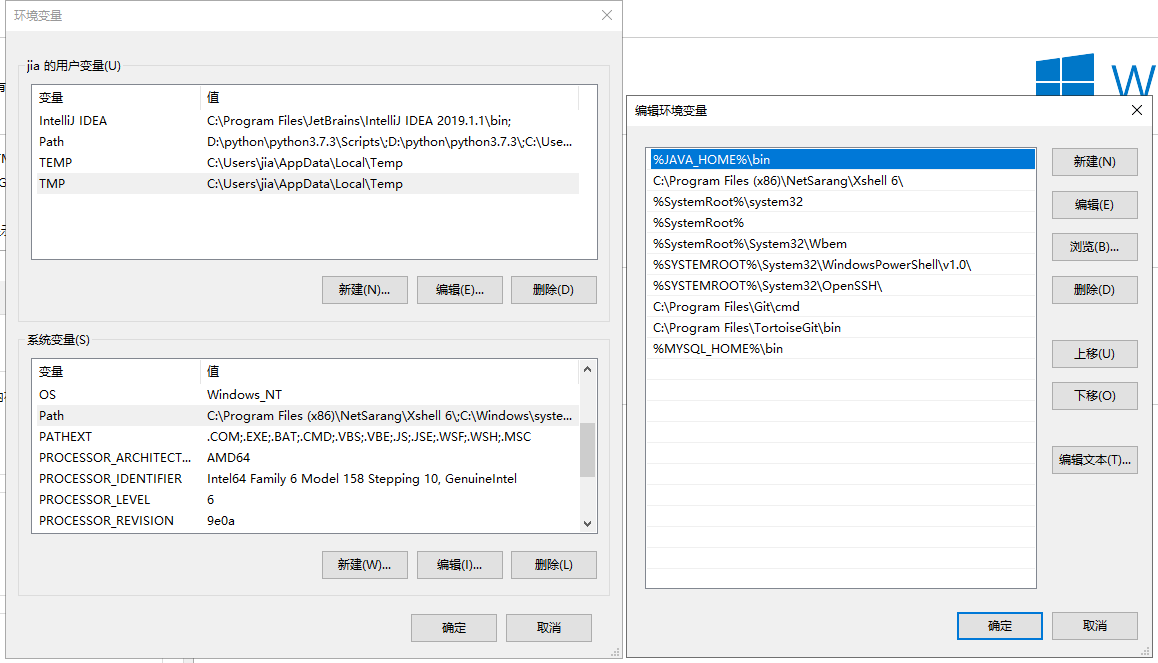 环境变量
jia 的用户变量(U)
变量 值
IntelliJ IDEA C:\Program Files\JetBrains\IntelliJ IDEA 2019.1.1\bin;
Path D:\python\python3.7.3\Scripts\;D:\python\python3.7.3\;C:\Use...
TEMP C:\Users\jia\AppData\Local\Temp
TMP C:\Users\jia\AppData\Local\Temp
新建(N)... 编辑(E)... 删除(D)
系统变量(S)
变量 值
OS Windows_NT
Path C:\Program Files (x86)\NetSarang\Xshell 6\;C:\Windows\syste...
PATHEXT .COM;.EXE;.BAT;.CMD;.VBS;.VBE;.JS;.JSE;.WSF;.WSH;.MSC
PROCESSOR_ARCHITECT... AMD64
PROCESSOR_IDENTIFIER Intel64 Family 6 Model 158 Stepping 10, GenuineIntel
PROCESSOR_LEVEL 6
PROCESSOR_REVISION 9e0a
新建(W)... 编辑(I)... 删除(L)
确定 取消
W
编辑环境变量
%JAVA_HOME%\bin
C:\Program Files (x86)\NetSarang\Xshell 6\
%SystemRoot%\system32
%SystemRoot%
%SystemRoot%\System32\Wbem
%SYSTEMROOT%\System32\WindowsPowerShell\v1.0\
%SYSTEMROOT%\System32\OpenSSH\
C:\Program Files\Git\cmd
C:\Program Files\TortoiseGit\bin
%MYSQL_HOME%\bin
新建(N)
编辑(E)
浏览(B)...
删除(D)
上移(U)
下移(O)
编辑文本(T)...
确定 取消